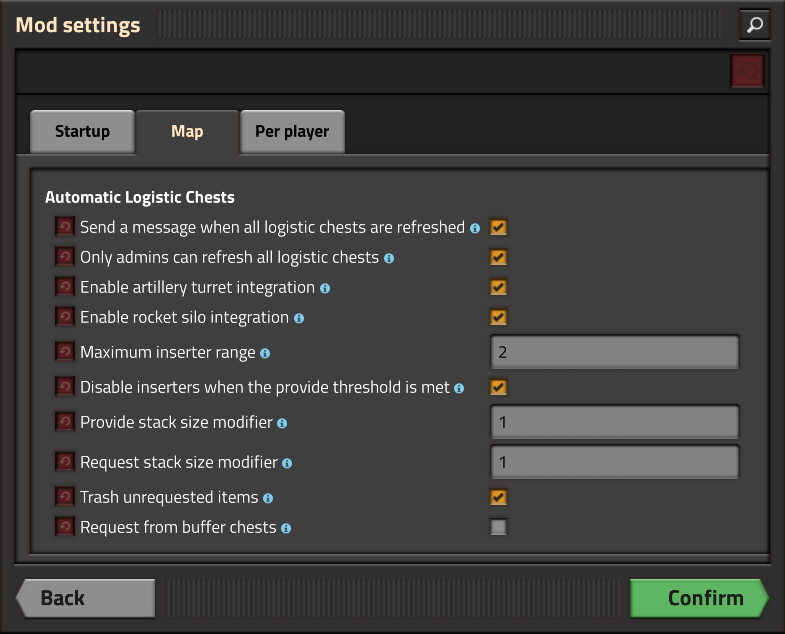 Mod settings
Startup
Map
Per player
Automatic Logistic Chests
Send a message when all logistic chests are refreshed
Only admins can refresh all logistic chests
Enable artillery turret integration
Enable rocket silo integration
Maximum inserter range
2
Disable inserters when the provide threshold is met
Provide stack size modifier
1
Request stack size modifier
1
Trash unrequested items
Request from buffer chests
Back
Confirm